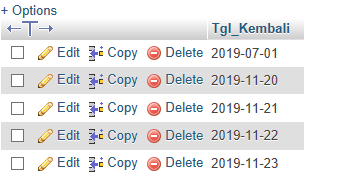 + Options
Tgl_Kembali
Edit Copy Delete 2019-07-01
Edit Copy Delete 2019-11-20
Edit Copy Delete 2019-11-21
Edit Copy Delete 2019-11-22
Edit Copy Delete 2019-11-23